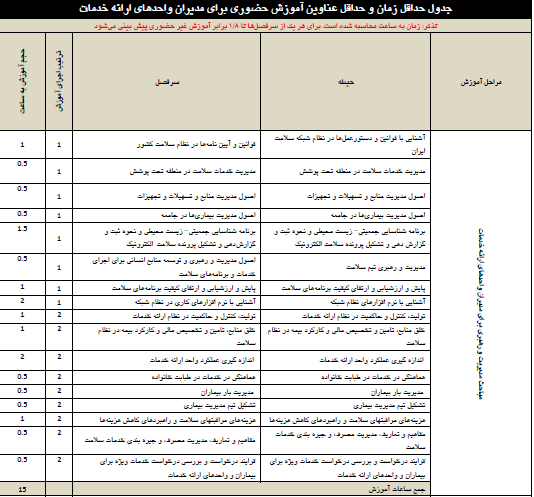 جدول حداقل زمان و حداقل عناوین آموزش حضوری برای مدیران واحدهای ارائه خدمات
تذکر: زمان به ساعت محاسبه شده است. برای هر یک از سرفصل‌ها تا ۱/۸ برابر آموزش غیر حضوری پیش بینی می‌شود
مراحل آموزش حیطه سرفصل ترتیب اجرای آموزش حجم آموزش به ساعت
مباحث مدیریت و رهبری برای مدیران واحدهای ارائه خدمات
آشنایی با قوانین و دستورعمل‌ها در نظام شبکه سلامت ایران قوانین و آیین نامه‌ها در نظام سلامت کشور 1 1
مدیریت خدمات سلامت در منطقه تحت پوشش مدیریت خدمات سلامت در منطقه تحت پوشش 1 0.5
اصول مدیریت منابع و تسهیلات و تجهیزات اصول مدیریت منابع و تسهیلات و تجهیزات 1 0.5
اصول مدیریت بیماری‌ها در جامعه اصول مدیریت بیماری‌ها در جامعه 1 0.5
برنامه شناسایی جمعیتی- زیست محیطی و نحوه ثبت و گزارش‌دهی و تشکیل پرونده سلامت الکترونیک برنامه شناسایی جمعیتی- زیست محیطی و نحوه ثبت و گزارش‌دهی و تشکیل پرونده سلامت الکترونیک 1 1.5
مدیریت و رهبری تیم سلامت اصول مدیریت و رهبری و توسعه منابع انسانی برای اجرای خدمات و برنامه‌های سلامت 1 0.5
پایش و ارزشیابی و ارتقای کیفیت برنامه‌های سلامت پایش و ارزشیابی و ارتقای کیفیت برنامه‌های سلامت 1 1
آشنایی با نرم افزارهای نظام شبکه آشنایی با نرم افزارهای کاری در نظام شبکه 1 2
تولیت، کنترل و حاکمیت در نظام ارائه خدمات تولیت، کنترل و حاکمیت در نظام ارائه خدمات 2 1
خلق منابع، تامین و تخصیص مالی و کارکرد بیمه در نظام سلامت خلق منابع، تامین و تخصیص مالی و کارکرد بیمه در نظام سلامت 2 1
اندازه گیری عملکرد واحد ارائه خدمات اندازه گیری عملکرد واحد ارائه خدمات 2 2
هماهنگی در خدمات در طبابت خانواده هماهنگی در خدمات در طبابت خانواده 2 0.5
مدیریت بار بیماران مدیریت بار بیماران 2 0.5
تشکیل تیم مدیریت بیماری تشکیل تیم مدیریت بیماری 2 0.5
هزینه‌های مراقبتهای سلامت و راهبردهای کاهش هزینه‌ها هزینه‌های مراقبتهای سلامت و راهبردهای کاهش هزینه‌ها 2 1
مفاهیم و تعاریف، مدیریت مصرف، و جیره بندی خدمات سلامت مفاهیم و تعاریف، مدیریت مصرف، و جیره بندی خدمات سلامت 2 0.5
فرایند درخواست و بررسی درخواست خدمات ویژه برای بیماران و واحدهای ارائه خدمات فرایند درخواست و بررسی درخواست خدمات ویژه برای بیماران و واحدهای ارائه خدمات 2 0.5
جمع ساعات آموزش 15